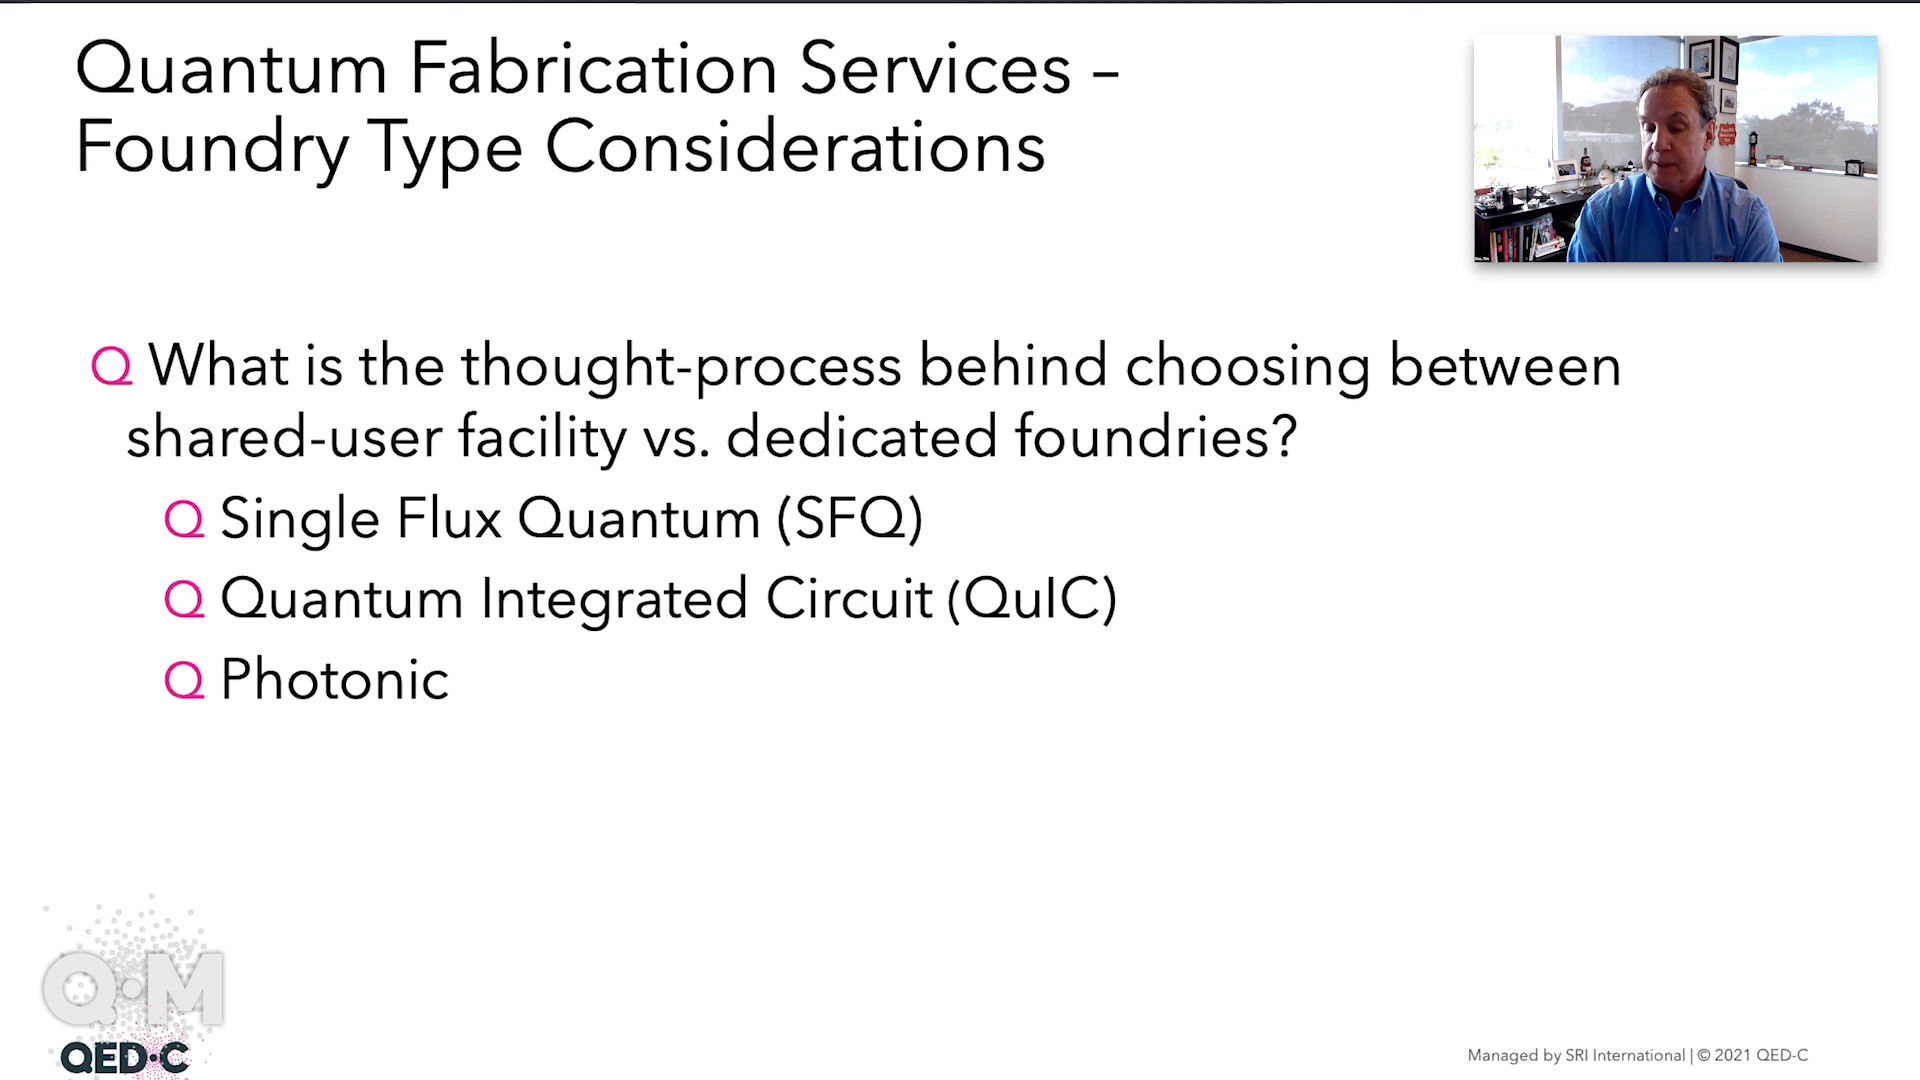 Quantum Fabrication Services –
Foundry Type Considerations
Q What is the thought-process behind choosing between
shared-user facility vs. dedicated foundries?
Q Single Flux Quantum (SFQ)
Q Quantum Integrated Circuit (QuIC)
Q Photonic
Q·M
QED·C
Managed by SRI International | © 2021 QED-C